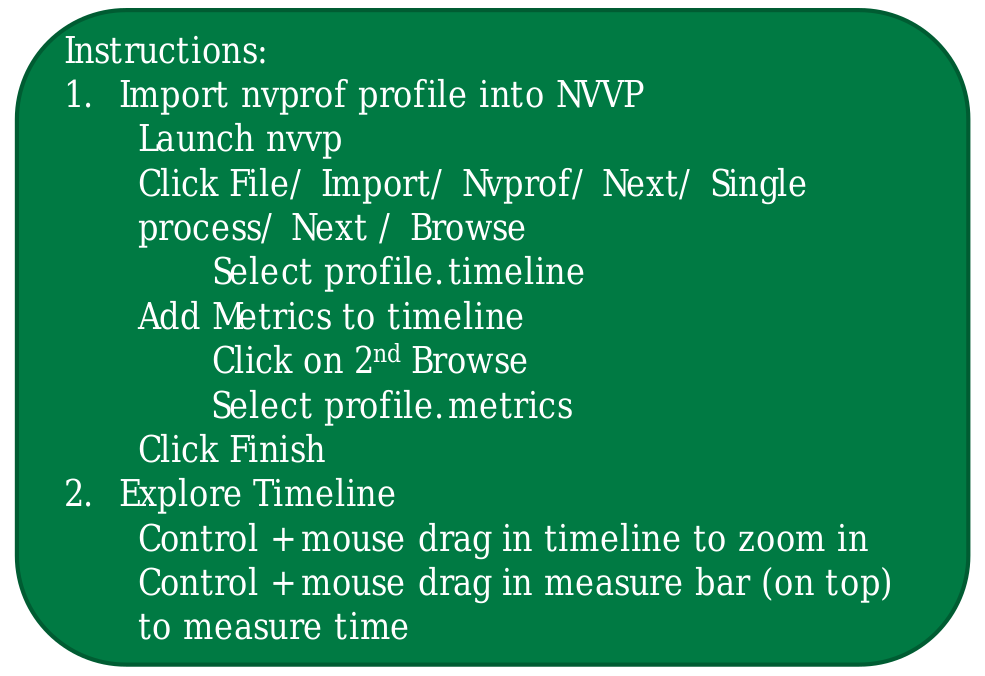 Instructions:
1. Import nvprof profile into NVVP
Launch nvvp
Click File/ Import/ Nvprof/ Next/ Single
process/ Next / Browse
Select profile.timeline
Add Metrics to timeline
Click on 2nd Browse
Select profile.metrics
Click Finish
2. Explore Timeline
Control + mouse drag in timeline to zoom in
Control + mouse drag in measure bar (on top)
to measure time